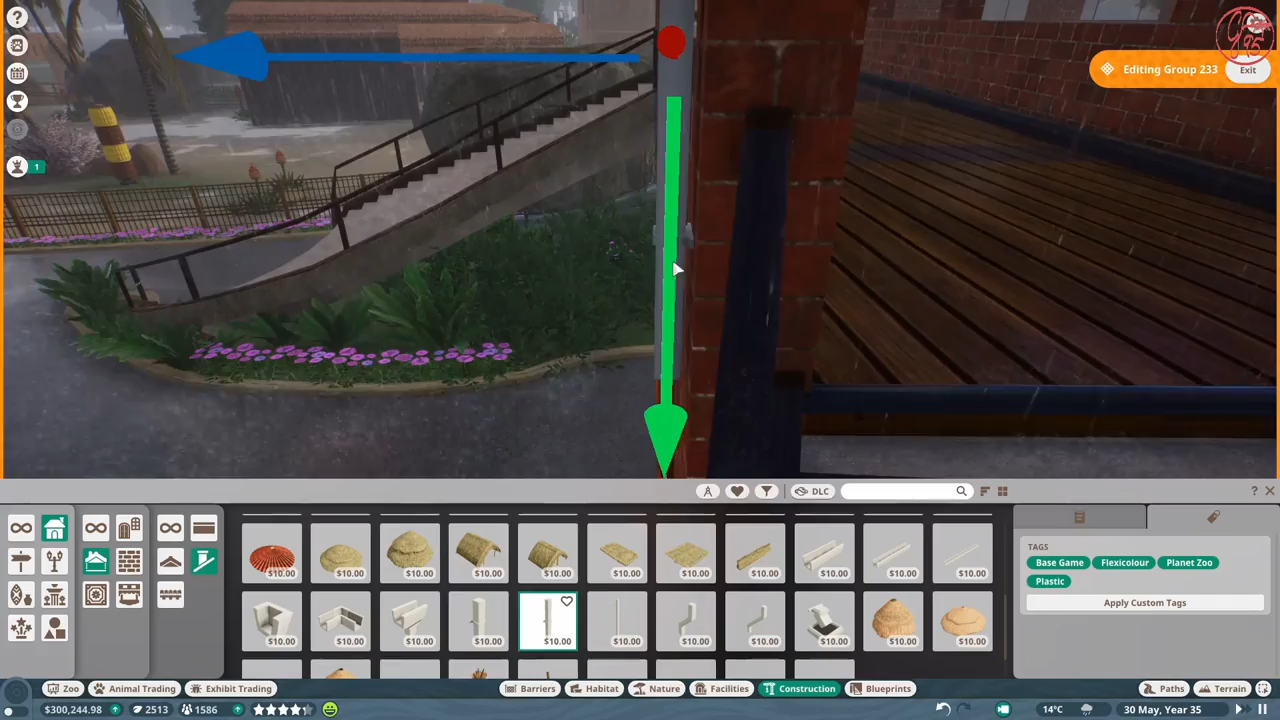 Editing Group 233
Exit
1
DLC
$10.00 $10.00 $10.00 $10.00 $10.00 $10.00 $10.00 $10.00 $10.00 $10.00 $10.00
$10.00 $10.00 $10.00 $10.00 $10.00 $10.00 $10.00 $10.00 $10.00 $10.00 $10.00
TAGS
Base Game Flexicolour Planet Zoo
Plastic
Apply Custom Tags
Zoo Animal Trading Exhibit Trading Barriers Habitat Nature Facilities Construction Blueprints Paths Terrain
$300,244.98 2513 1586 14°C 30 May, Year 35